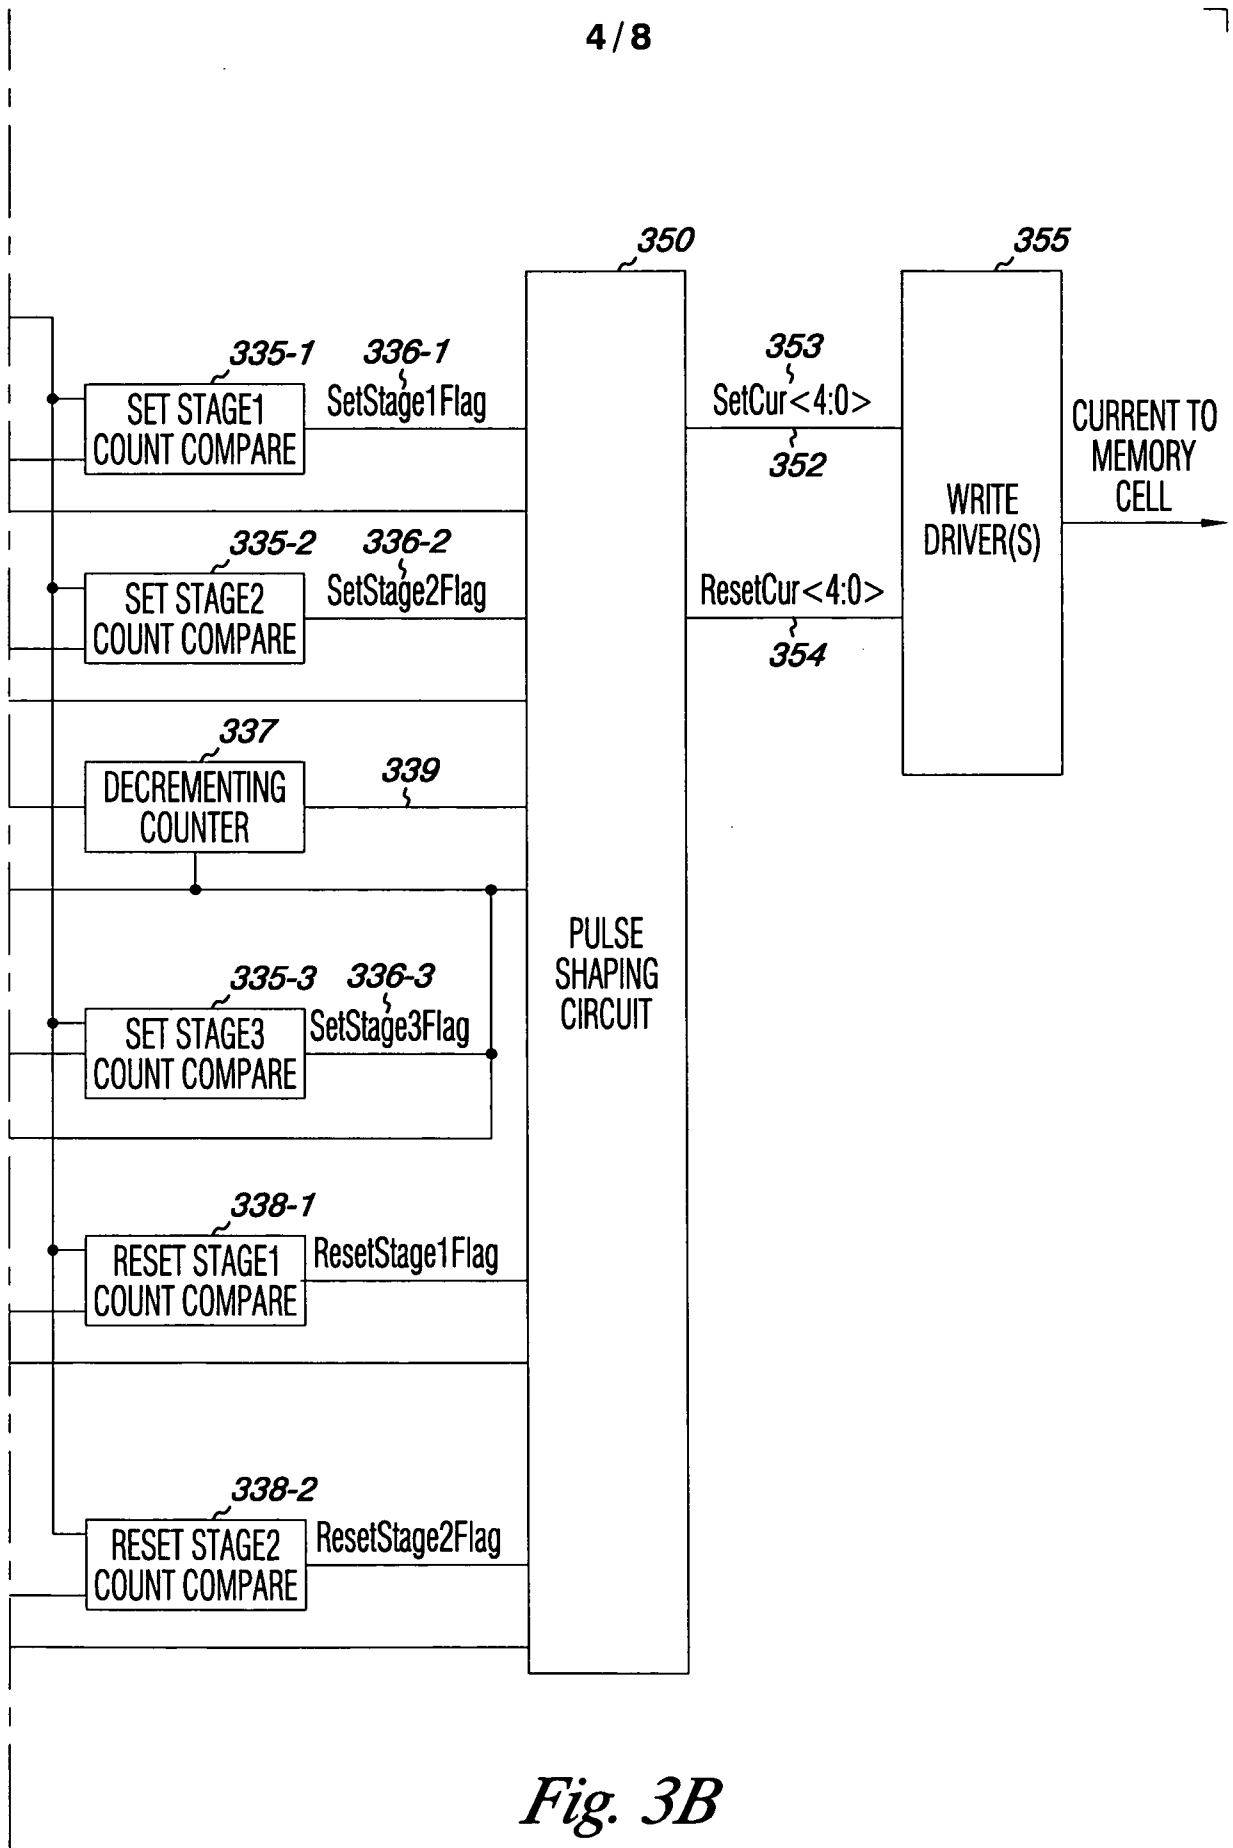 4/8
350
355
335-1
336-1
353
SET STAGE1
COUNT COMPARE
SetStage1Flag
SetCur<4:0>
352
CURRENT TO
MEMORY
CELL
WRITE
DRIVER(S)
335-2
336-2
SET STAGE2
COUNT COMPARE
SetStage2Flag
ResetCur<4:0>
354
337
339
DECREMENTING
COUNTER
PULSE
SHAPING
CIRCUIT
335-3
336-3
SET STAGE3
COUNT COMPARE
SetStage3Flag
338-1
RESET STAGE1
COUNT COMPARE
ResetStage1Flag
338-2
RESET STAGE2
COUNT COMPARE
ResetStage2Flag
Fig. 3B